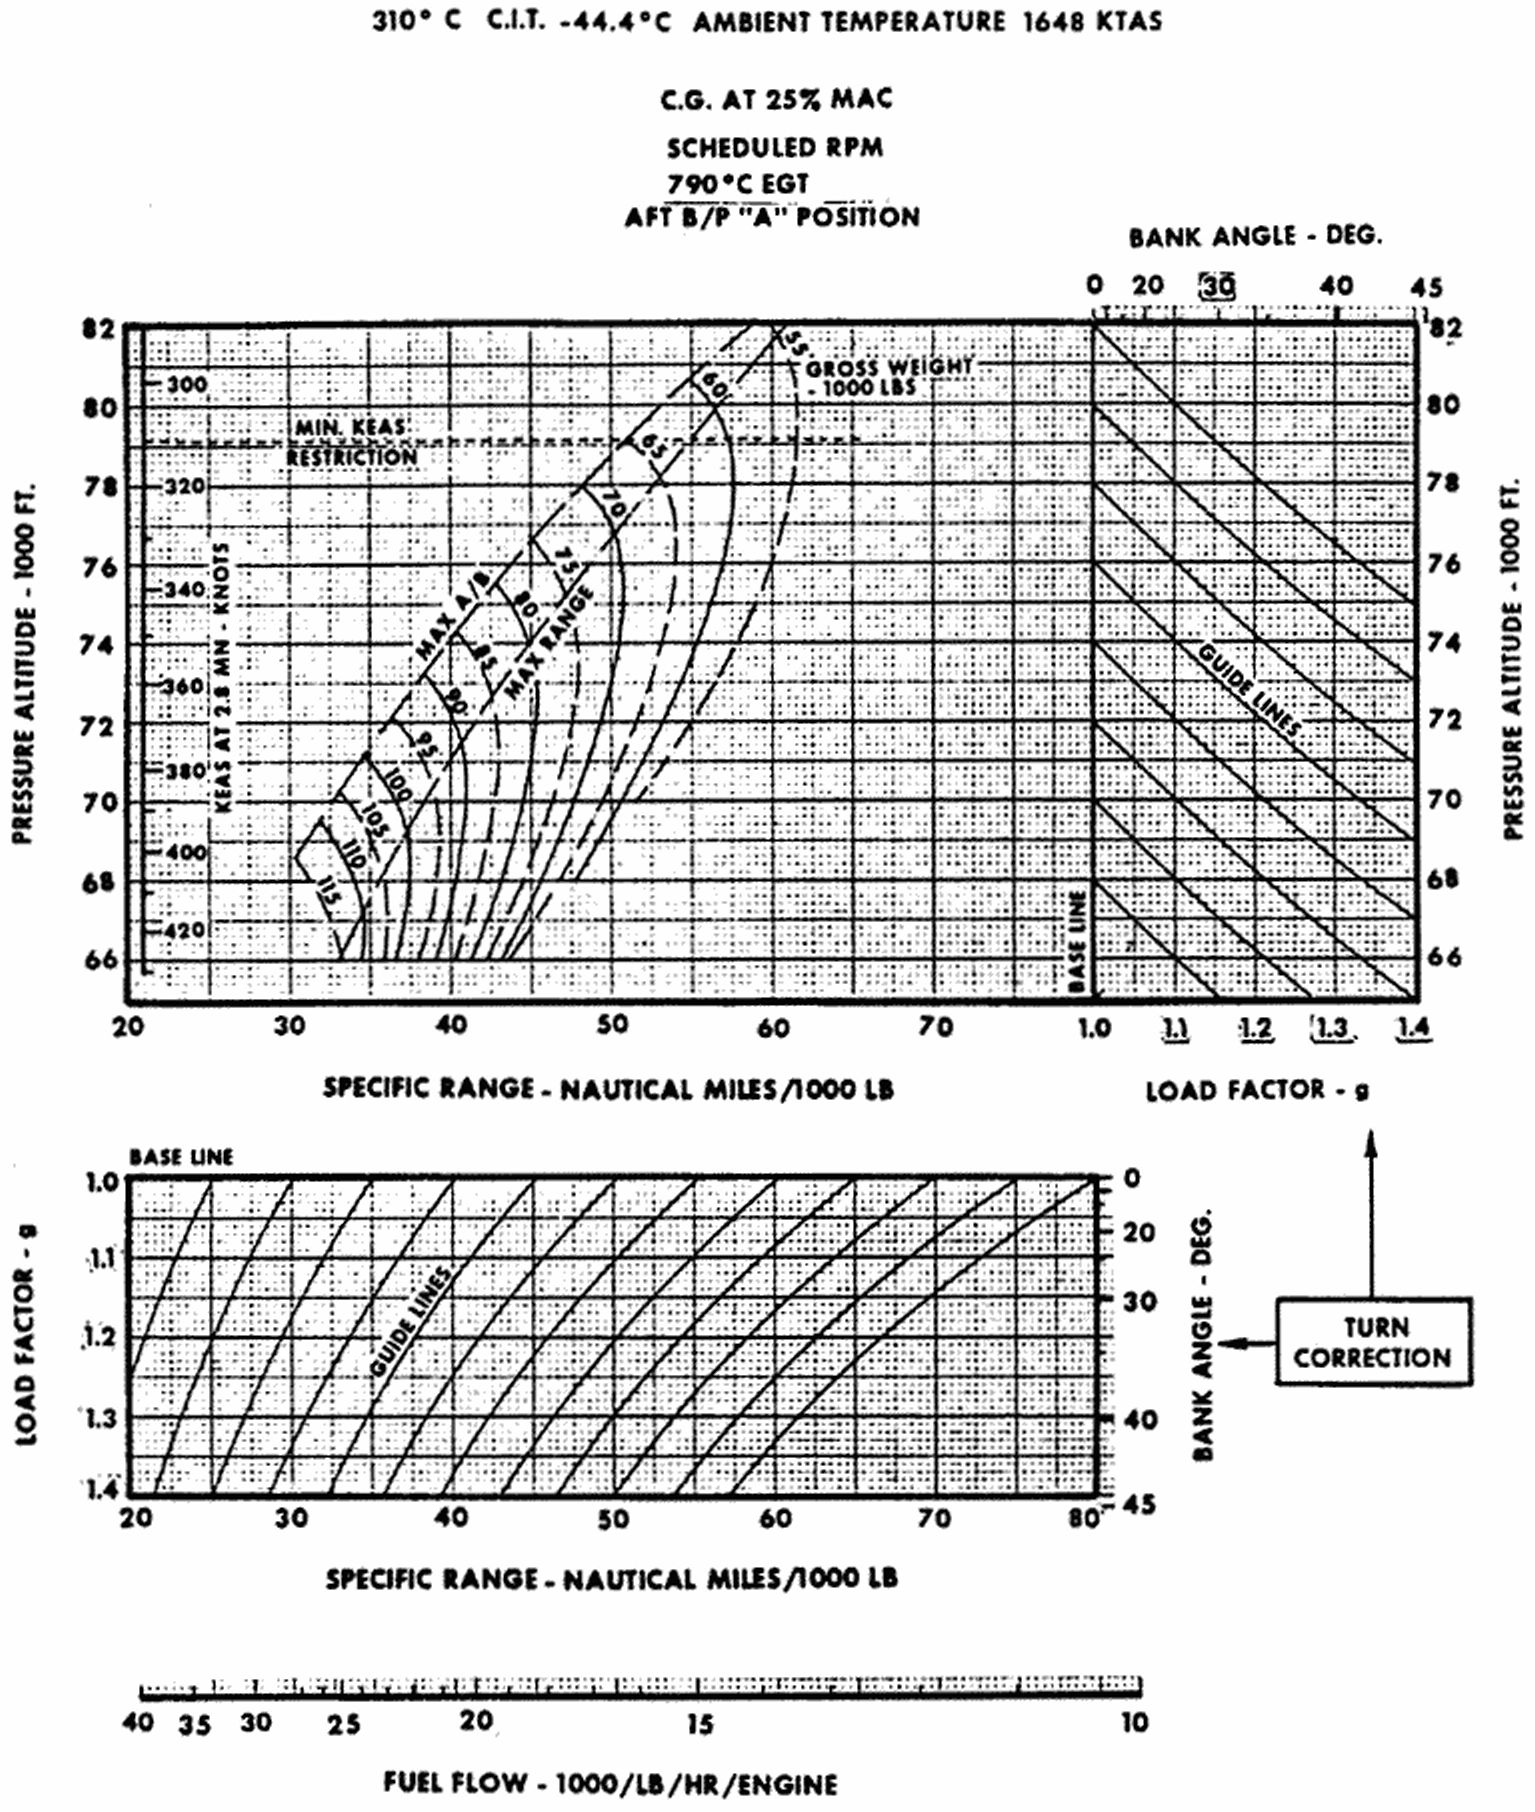 310° C C.I.T. -44.4°C AMBIENT TEMPERATURE 1648 KTAS
C.G. AT 25% MAC
SCHEDULED RPM
790°C EGT
AFT B/P "A" POSITION
BANK ANGLE - DEG.
0 20 30 40 45
82 82
80 80
78 78
76 76
74 74
72 72
70 70
68 68
66 66
PRESSURE ALTITUDE - 1000 FT.
300
320
340
360
380
400
420
KEAS AT 2.8 MN - KNOTS
MIN. KEAS
RESTRICTION
MAX A/B
MAX RANGE
55
60
65
70
75
80
85
90
95
100
105
110
115
GROSS WEIGHT
- 1000 LBS
BASE LINE
GUIDE LINES
PRESSURE ALTITUDE - 1000 FT.
20 30 40 50 60 70 1.0 1.1 1.2 1.3 1.4
SPECIFIC RANGE - NAUTICAL MILES/1000 LB
LOAD FACTOR - g
BASE LINE
1.0 0
20
1.1
30
1.2
1.3 40
1.4 45
LOAD FACTOR - g
GUIDE LINES
BANK ANGLE - DEG.
TURN
CORRECTION
20 30 40 50 60 70 80
SPECIFIC RANGE - NAUTICAL MILES/1000 LB
40 35 30 25 20 15 10
FUEL FLOW - 1000/LB/HR/ENGINE